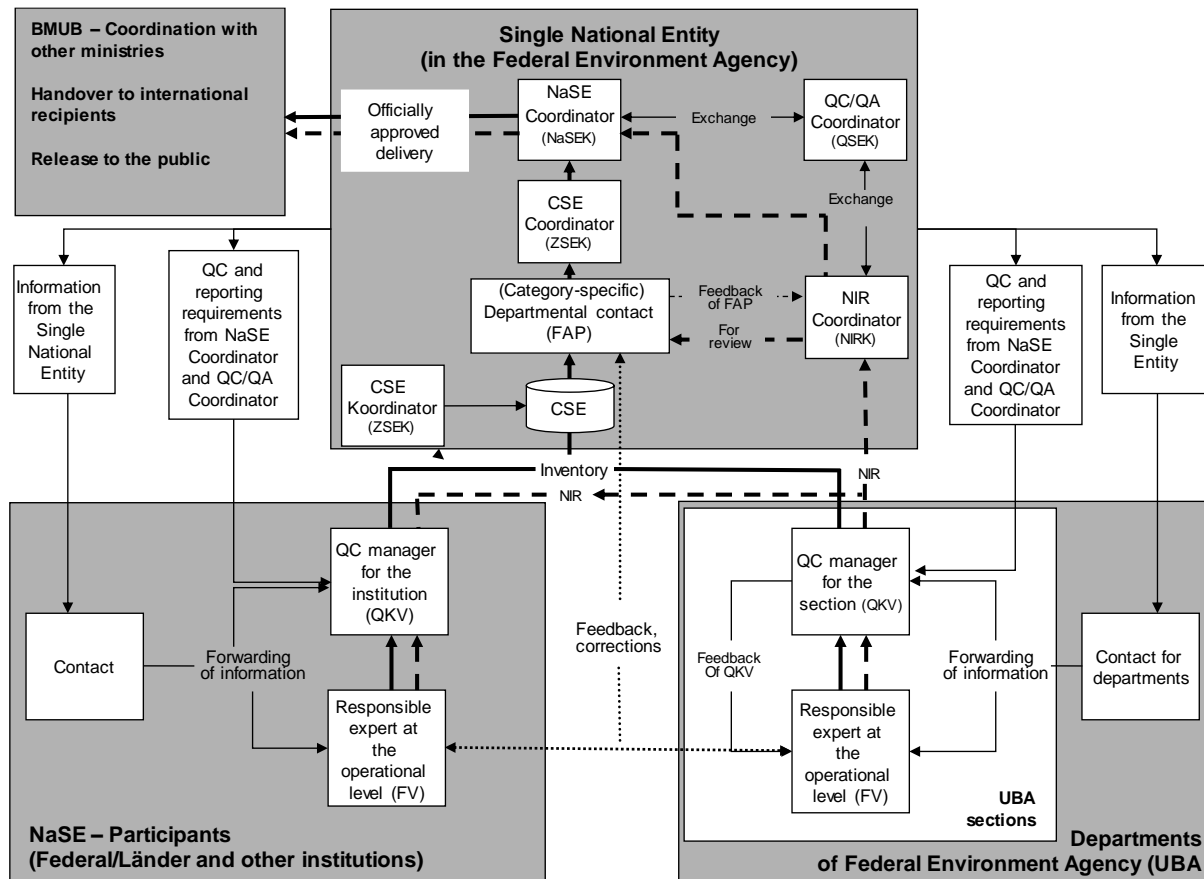 BMUB – Coordination with
other ministries
Handover to international
recipients
Release to the public
Single National Entity
(in the Federal Environment Agency)
Officially
approved
delivery
NaSE
Coordinator
(NaSEK)
Exchange
QC/QA
Coordinator
(QSEK)
Exchange
CSE
Coordinator
(ZSEK)
(Category-specific)
Departmental contact
(FAP)
Feedback
of FAP
For
review
NIR
Coordinator
(NIRK)
CSE
Koordinator
(ZSEK)
CSE
Information
from the
Single
National
Entity
QC and
reporting
requirements
from NaSE
Coordinator
and QC/QA
Coordinator
QC and
reporting
requirements
from NaSE
Coordinator
and QC/QA
Coordinator
Information
from the
Single
Entity
Inventory
NIR
NIR
QC manager
for the
institution
(QKV)
Contact
Forwarding
of information
Responsible
expert at
the
operational
level (FV)
NaSE – Participants
(Federal/Länder and other institutions)
Feedback,
corrections
QC manager
for the
section (QKV)
Feedback
Of QKV
Forwarding
of information
Contact for
departments
Responsible
expert at
the
operational
level (FV)
UBA
sections
Departments
of Federal Environment Agency (UBA